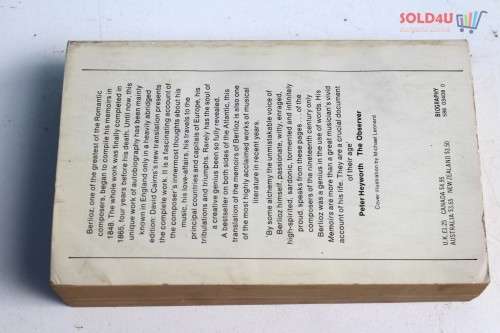 SOLD4U
Berlioz, one of the greatest of the Romantic
composers, began to compile his memoirs in
1848. The whole work was finally completed in
1865, four years before his death. Until now, this
unique work of autobiography has been mainly
known in England only in a heavily abridged
edition: David Cairns's new translation presents
the complete work. It is a fascinating account of
the composer's innermost thoughts about his
music, his love affairs, his travels to the
principal countries and capitals of Europe, his
tribulations and triumphs. Rarely has the soul of
a creative genius been so fully revealed.
A bestseller on both sides of the Atlantic, this
translation of the memoirs of Berlioz is also one
of the most highly acclaimed works of musical
literature in recent years.
'By some alchemy the unmistakable voice of
Berlioz himself, passionate, witty, enraged,
high-spirited, sardonic, tormented and infinitely
proud, speaks from these pages . . . of the
composers of the nineteenth century only
Berlioz was a genius in the use of words. His
Memoirs are more than a great musician's vivid
account of his life. They are a crucial document
of their age'
Peter Heyworth The Observer
Cover illustration by Michael Leonard
U.K. £1.25 CANADA $4.95
AUSTRALIA $3.55 NEW ZEALAND $3.50
BIOGRAPHY
SBN